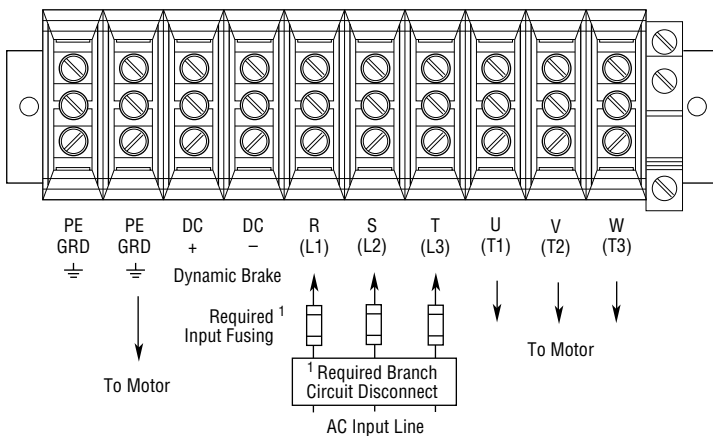 PE PE DC DC R S T U V W
GRD GRD + – (L1) (L2) (L3) (T1) (T2) (T3)
Dynamic Brake
Required 1
Input Fusing
To Motor
1 Required Branch
Circuit Disconnect
To Motor
AC Input Line